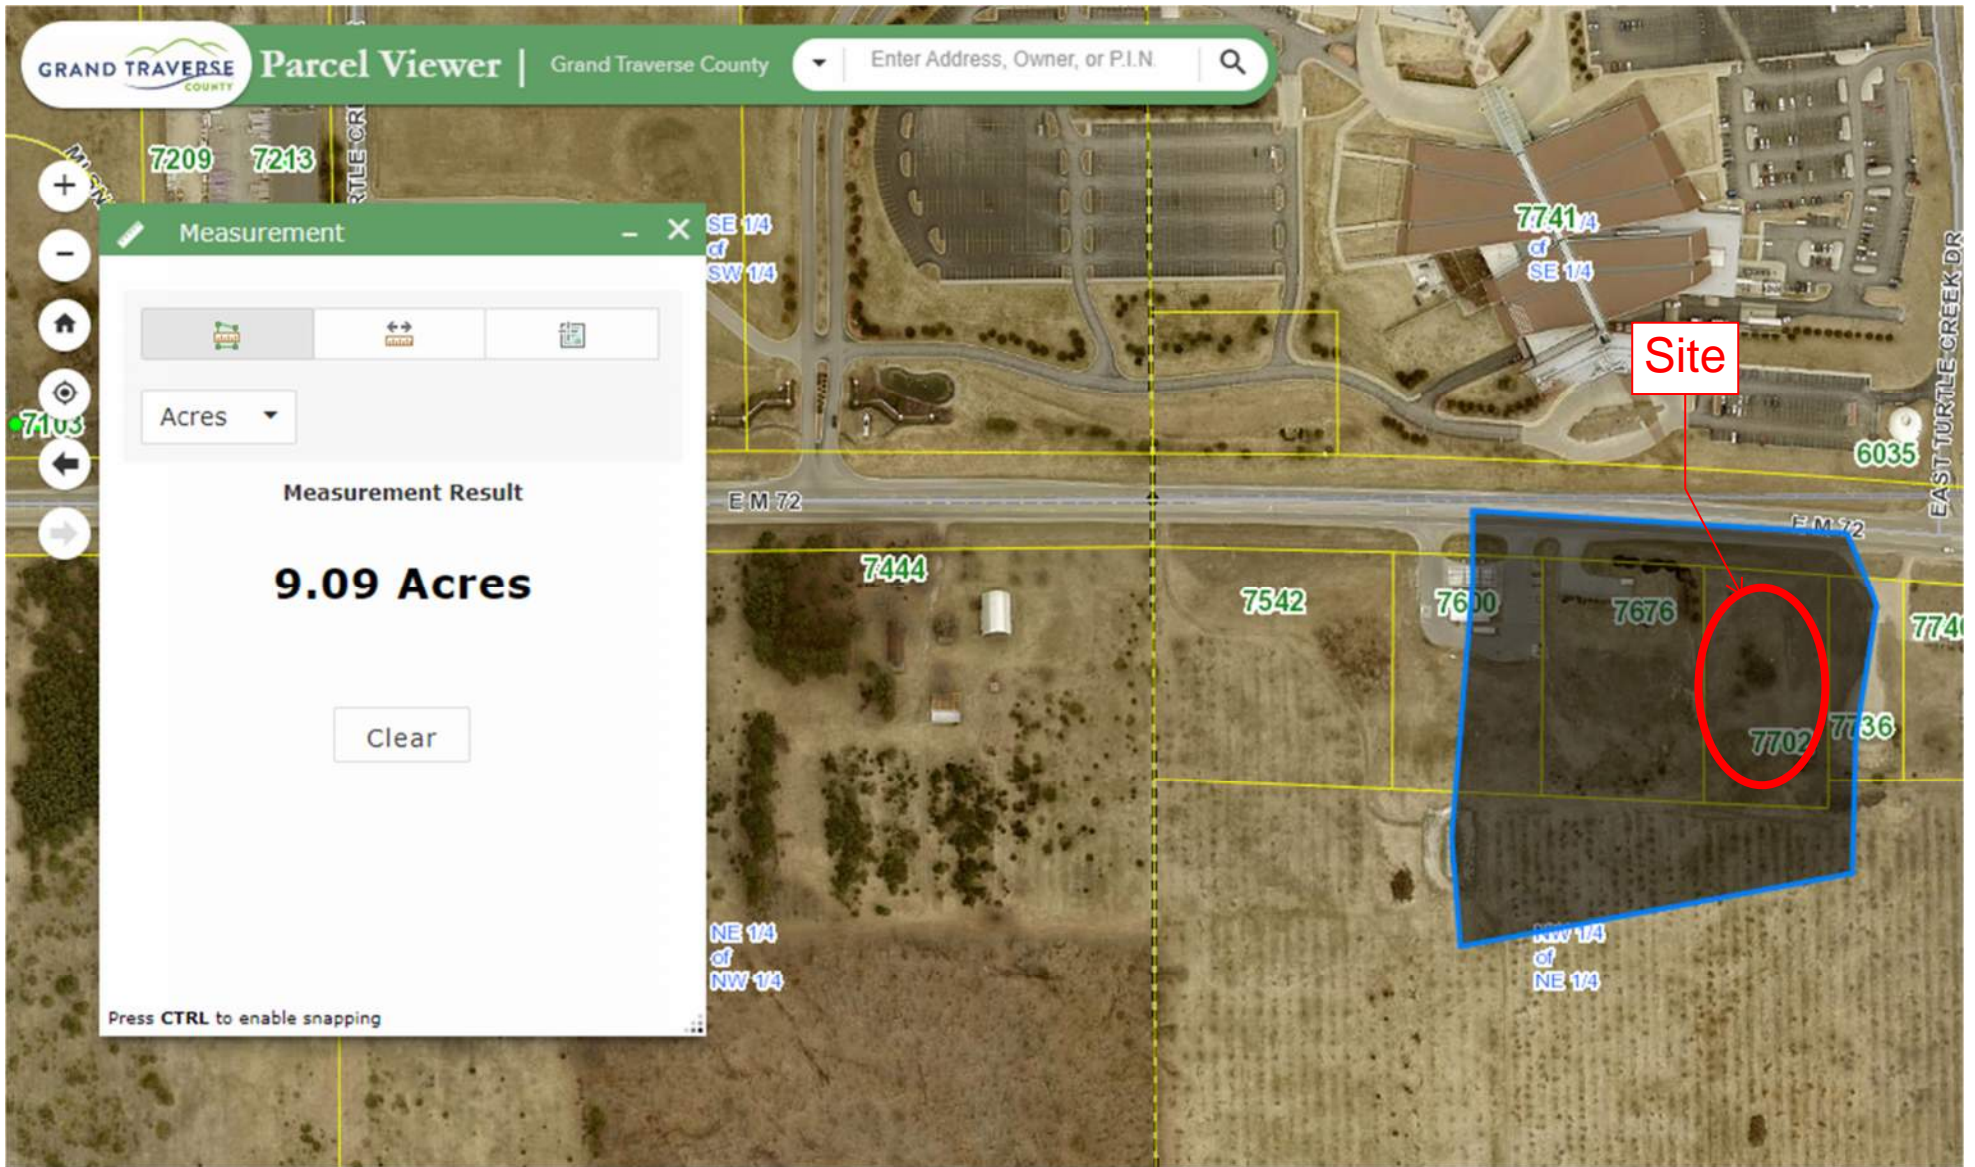 GRAND TRAVERSE
COUNTY
Parcel Viewer |
Grand Traverse County
Enter Address, Owner, or P.I.N.
7209
7213
Measurement
Acres
Measurement Result
9.09 Acres
Clear
Press CTRL to enable snapping
7103
SE 1/4
of
SW 1/4
7741
/4
of
SE 1/4
Site
6035
EAST TURTLE CREEK DR
E M 72
E M 72
7444
7542
7600
7676
7702
7736
NE 1/4
of
NW 1/4
NW 1/4
of
NE 1/4